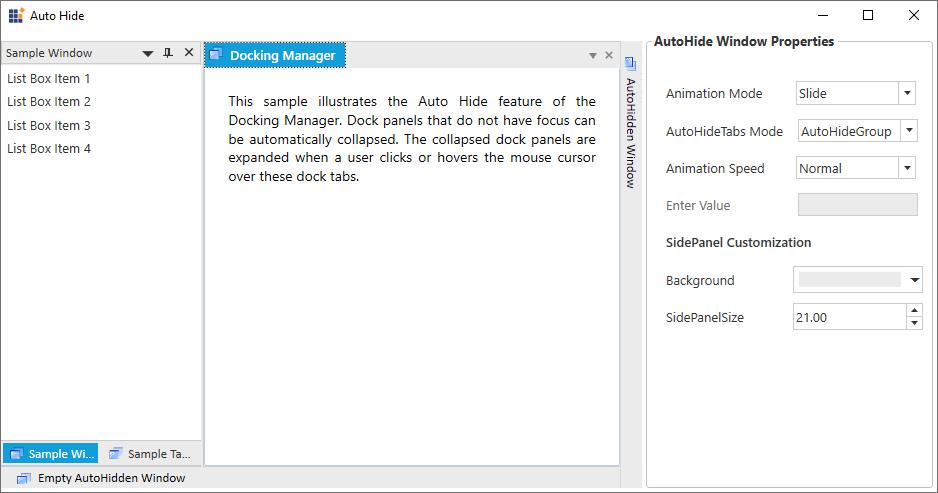 Auto Hide
Sample Window
List Box Item 1
List Box Item 2
List Box Item 3
List Box Item 4
Sample Wi...
Sample Ta...
Empty AutoHidden Window
Docking Manager
This sample illustrates the Auto Hide feature of the
Docking Manager. Dock panels that do not have focus can
be automatically collapsed. The collapsed dock panels are
expanded when a user clicks or hovers the mouse cursor
over these dock tabs.
AutoHidden Window
AutoHide Window Properties
Animation Mode Slide
AutoHideTabs Mode AutoHideGroup
Animation Speed Normal
Enter Value
SidePanel Customization
Background
SidePanelSize 21.00